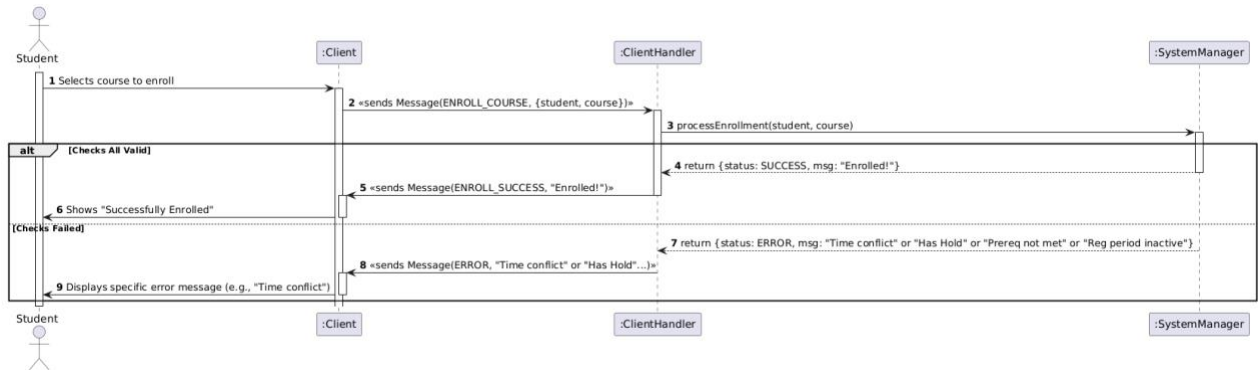 Student
:Client
:ClientHandler
:SystemManager
1 Selects course to enroll
2 «sends Message(ENROLL_COURSE, {student, course})»
3 processEnrollment(student, course)
alt [Checks All Valid]
4 return {status: SUCCESS, msg: "Enrolled!"}
5 «sends Message(ENROLL_SUCCESS, "Enrolled!")»
6 Shows "Successfully Enrolled"
[Checks Failed]
7 return {status: ERROR, msg: "Time conflict" or "Has Hold" or "Prereq not met" or "Reg period inactive"}
8 «sends Message(ERROR, "Time conflict" or "Has Hold"...)»
9 Displays specific error message (e.g., "Time conflict")
Student
:Client
:ClientHandler
:SystemManager